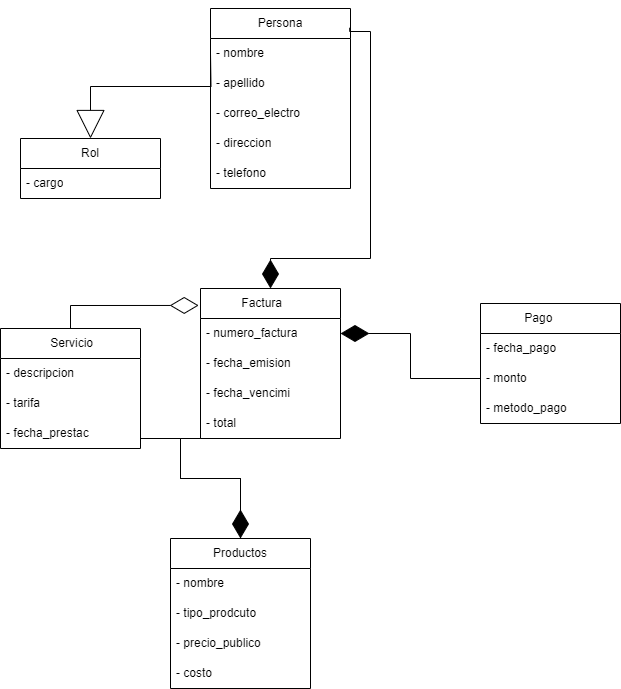 Persona
- nombre
- apellido
- correo_electro
- direccion
- telefono
Rol
- cargo
Factura
- numero_factura
- fecha_emision
- fecha_vencimi
- total
Pago
- fecha_pago
- monto
- metodo_pago
Servicio
- descripcion
- tarifa
- fecha_prestac
Productos
- nombre
- tipo_prodcuto
- precio_publico
- costo